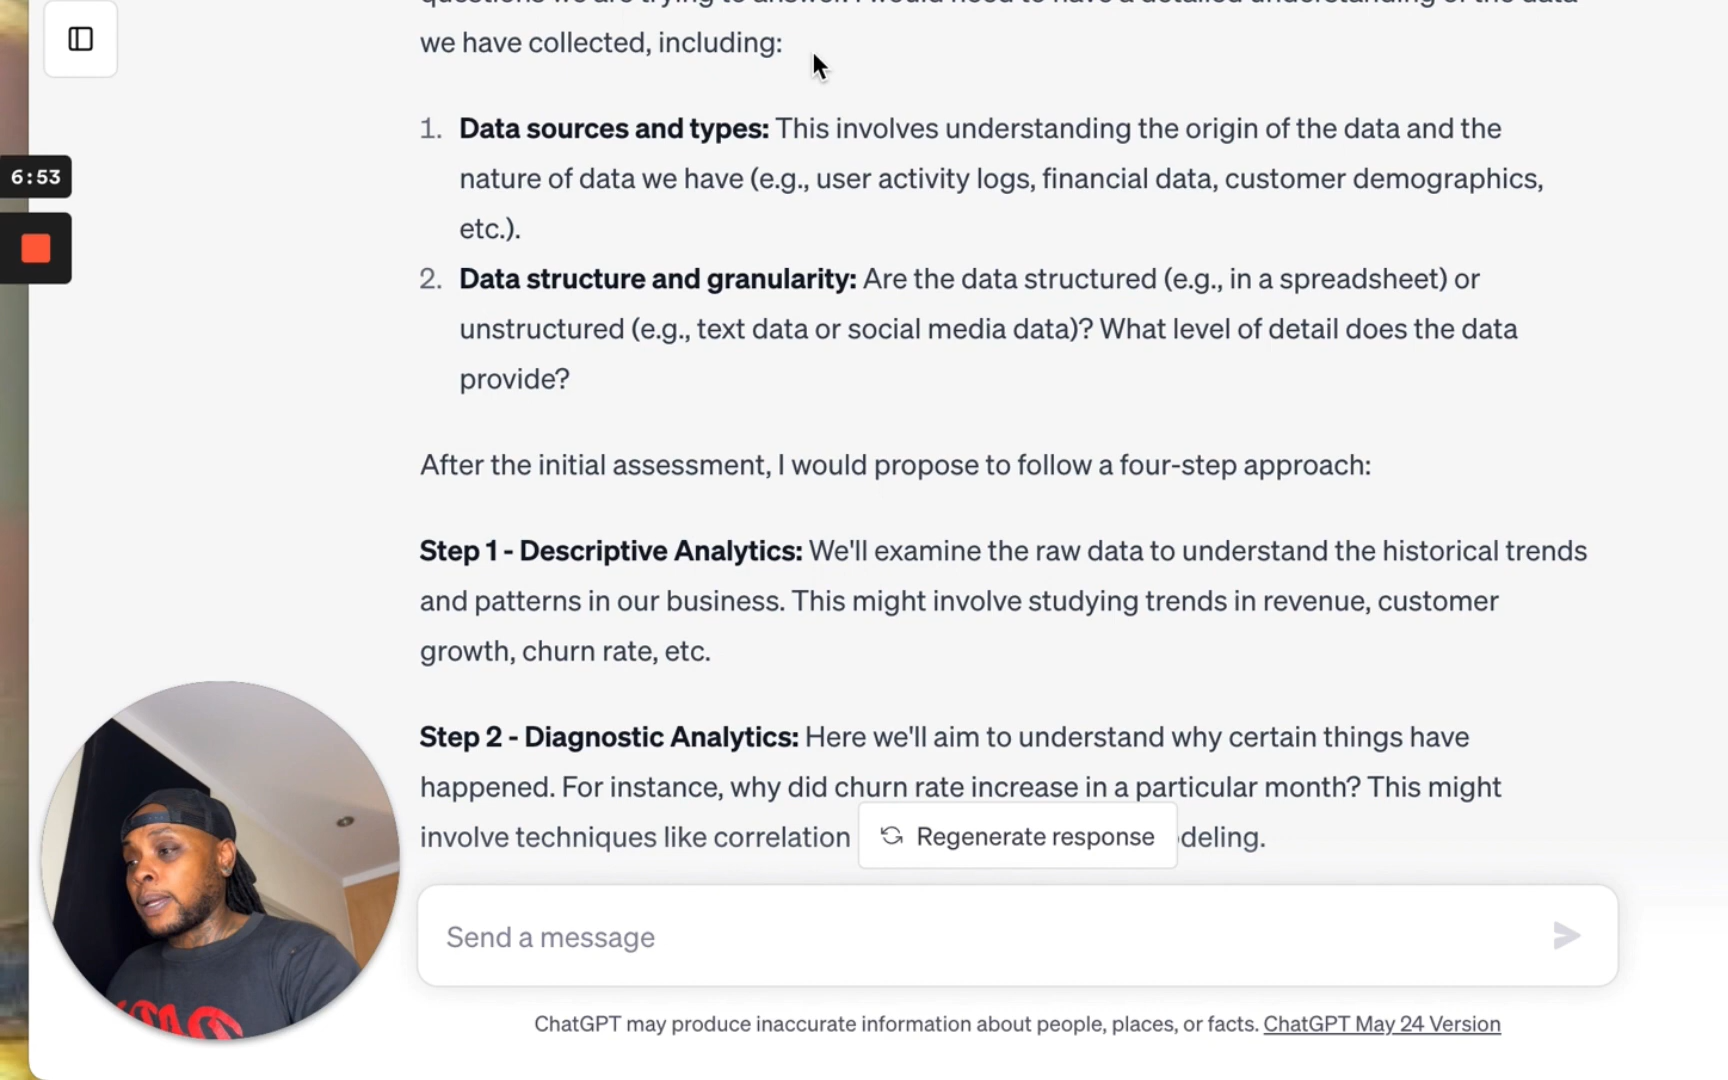 we have collected, including:
1. Data sources and types: This involves understanding the origin of the data and the
nature of data we have (e.g., user activity logs, financial data, customer demographics,
etc.).
6:53
2. Data structure and granularity: Are the data structured (e.g., in a spreadsheet) or
unstructured (e.g., text data or social media data)? What level of detail does the data
provide?
After the initial assessment, I would propose to follow a four-step approach:
Step 1 - Descriptive Analytics: We'll examine the raw data to understand the historical trends
and patterns in our business. This might involve studying trends in revenue, customer
growth, churn rate, etc.
Step 2 - Diagnostic Analytics: Here we'll aim to understand why certain things have
happened. For instance, why did churn rate increase in a particular month? This might
involve techniques like correlation
Regenerate response
deling.
Send a message
ChatGPT may produce inaccurate information about people, places, or facts. ChatGPT May 24 Version